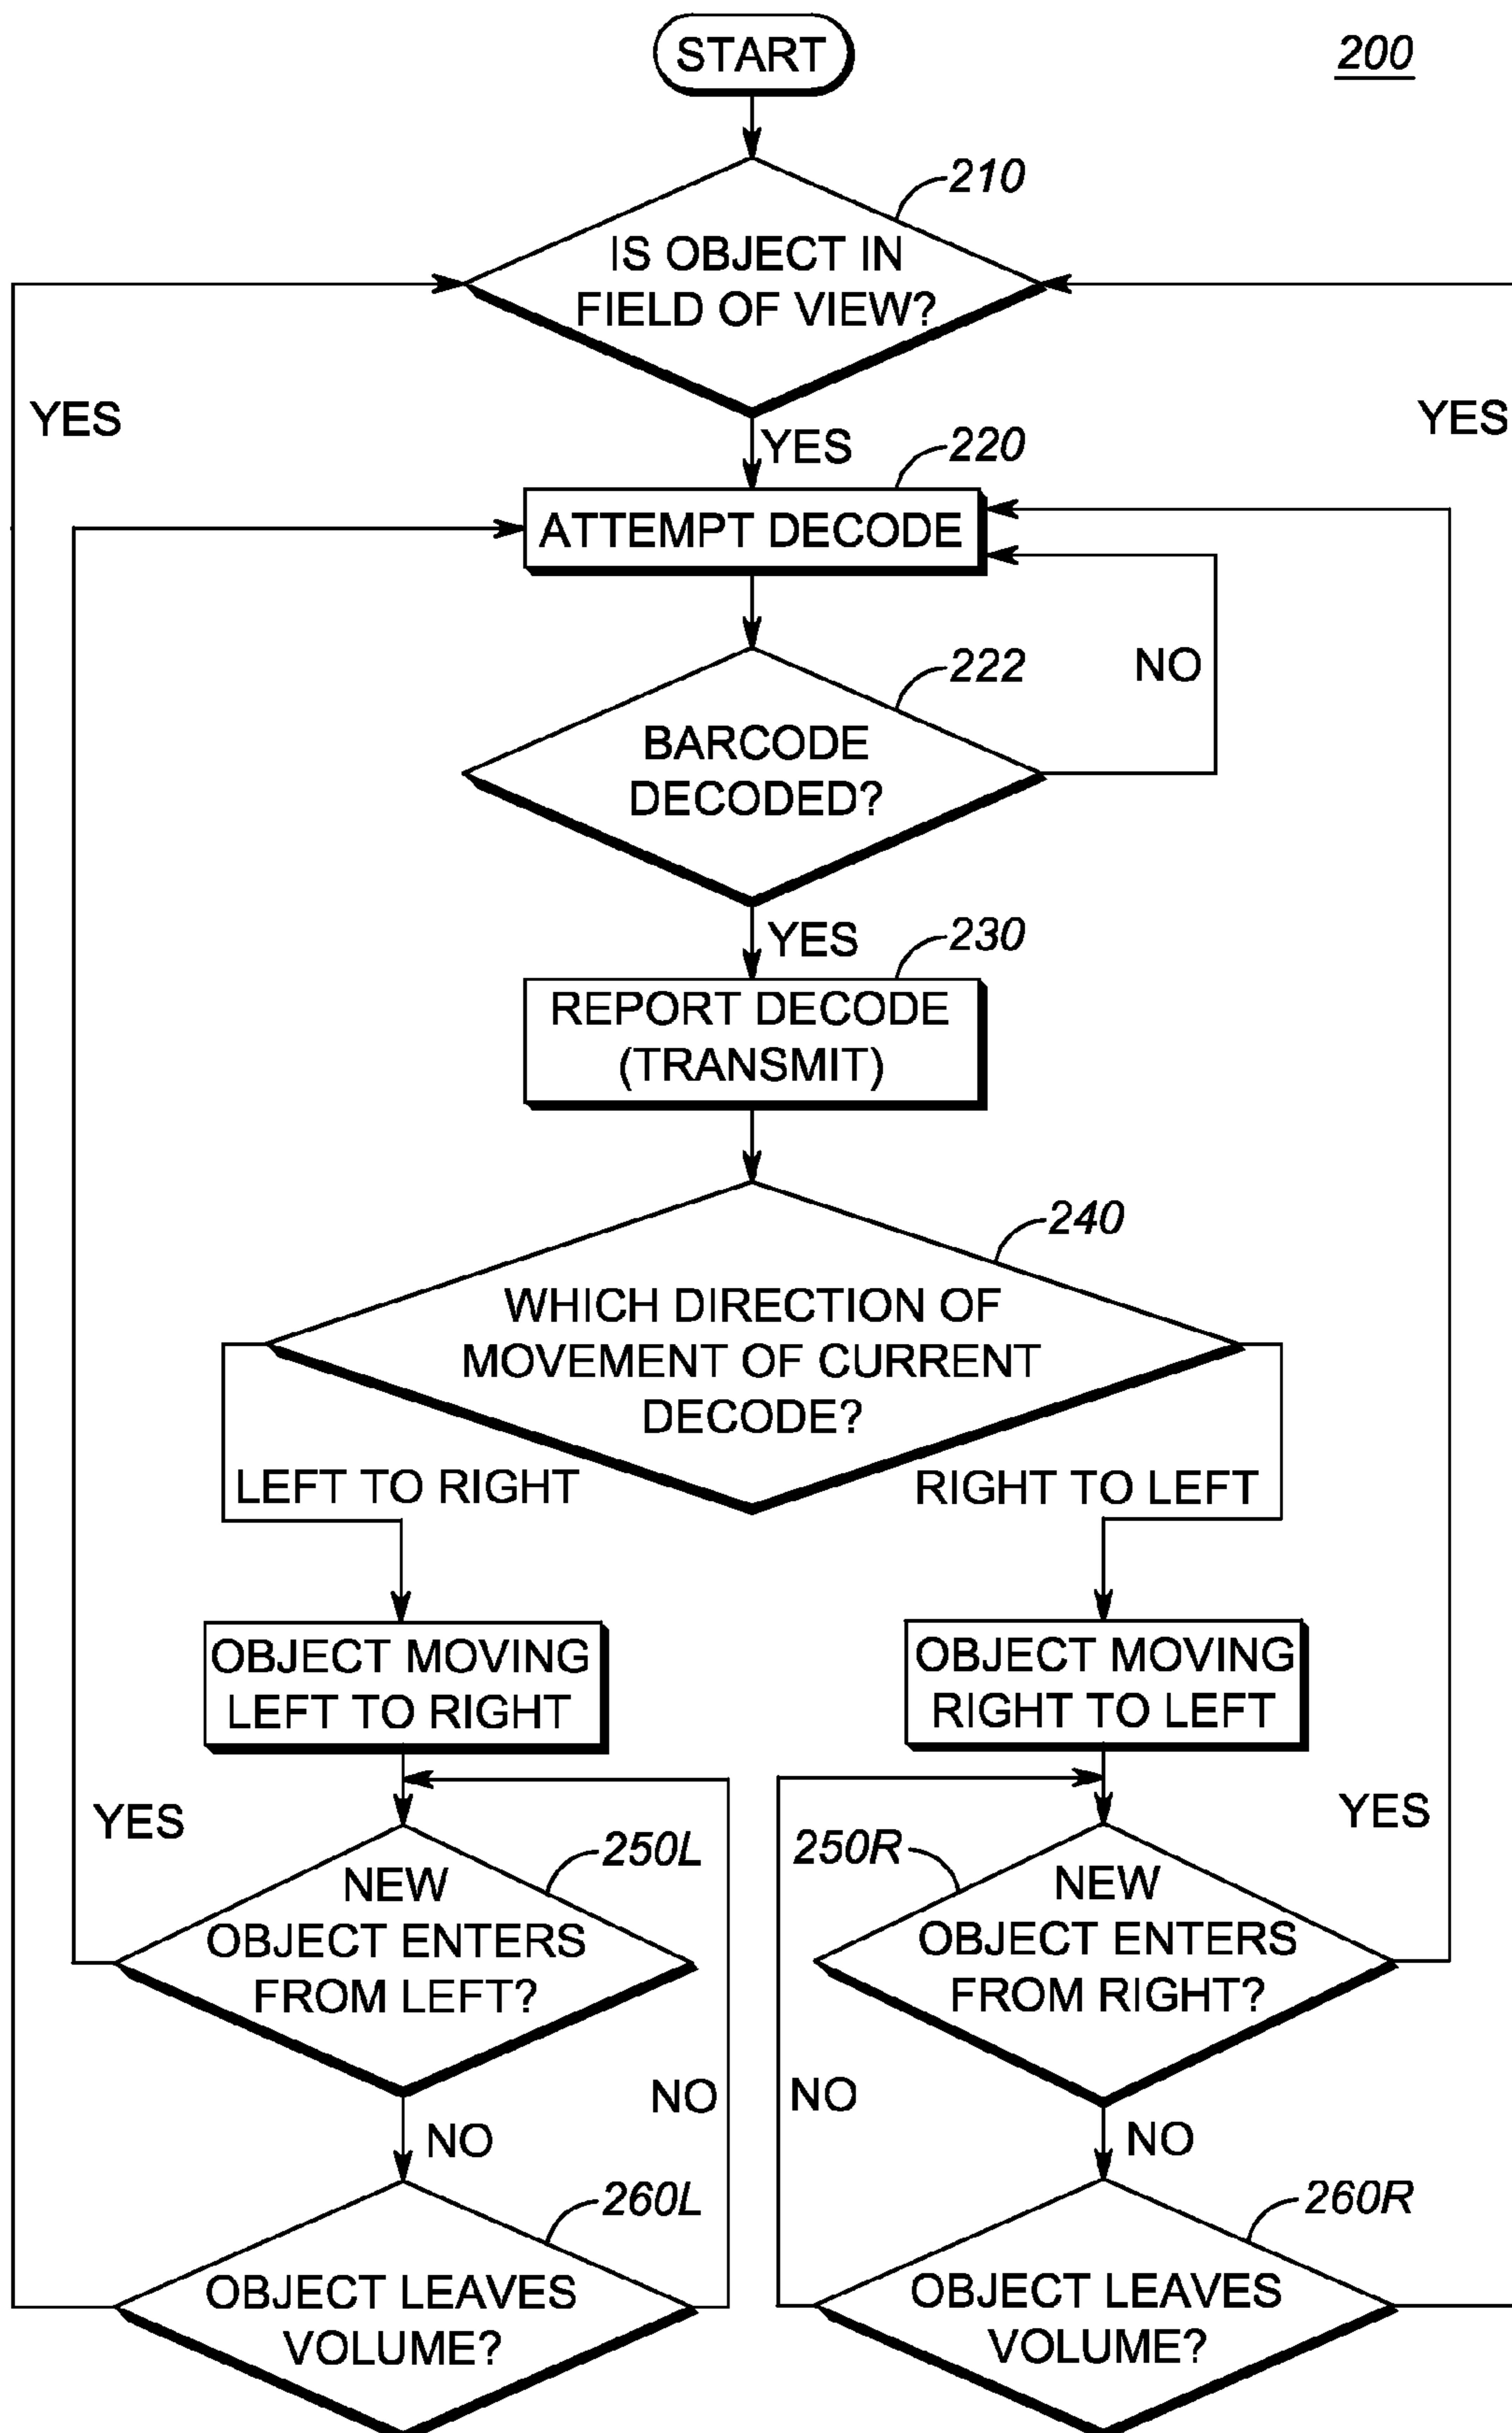 START
200
210
IS OBJECT IN
FIELD OF VIEW?
YES
YES
YES
220
ATTEMPT DECODE
222
NO
BARCODE
DECODED?
YES
230
REPORT DECODE
(TRANSMIT)
240
WHICH DIRECTION OF
MOVEMENT OF CURRENT
DECODE?
LEFT TO RIGHT
RIGHT TO LEFT
OBJECT MOVING
LEFT TO RIGHT
OBJECT MOVING
RIGHT TO LEFT
YES
250L
250R
YES
NEW
OBJECT ENTERS
FROM LEFT?
NEW
OBJECT ENTERS
FROM RIGHT?
NO
NO
NO
NO
260L
260R
OBJECT LEAVES
VOLUME?
OBJECT LEAVES
VOLUME?